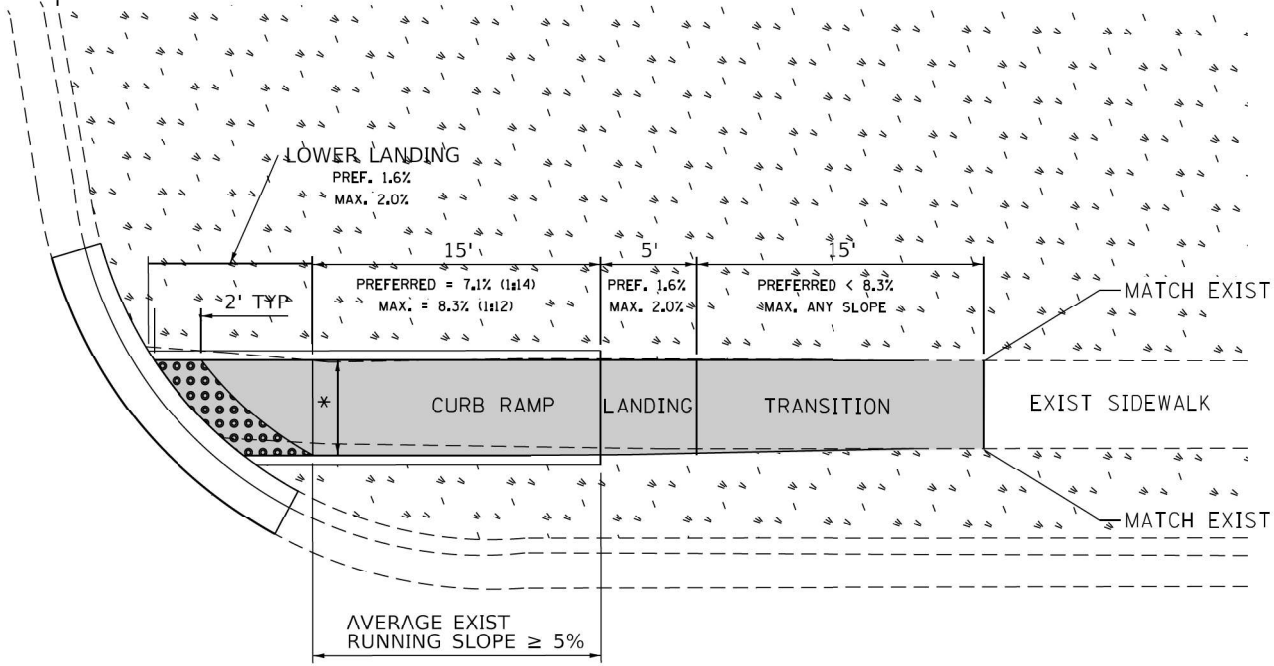 LOWER LANDING
PREF. 1.6%
MAX. 2.0%
15'
5'
15'
PREFERRED = 7.1% (1:14)
MAX. = 8.3% (1:12)
PREF. 1.6%
MAX. 2.0%
PREFERRED < 8.3%
MAX. ANY SLOPE
2' TYP
MATCH EXIST
*
CURB RAMP
LANDING
TRANSITION
EXIST SIDEWALK
MATCH EXIST
AVERAGE EXIST
RUNNING SLOPE ≥ 5%